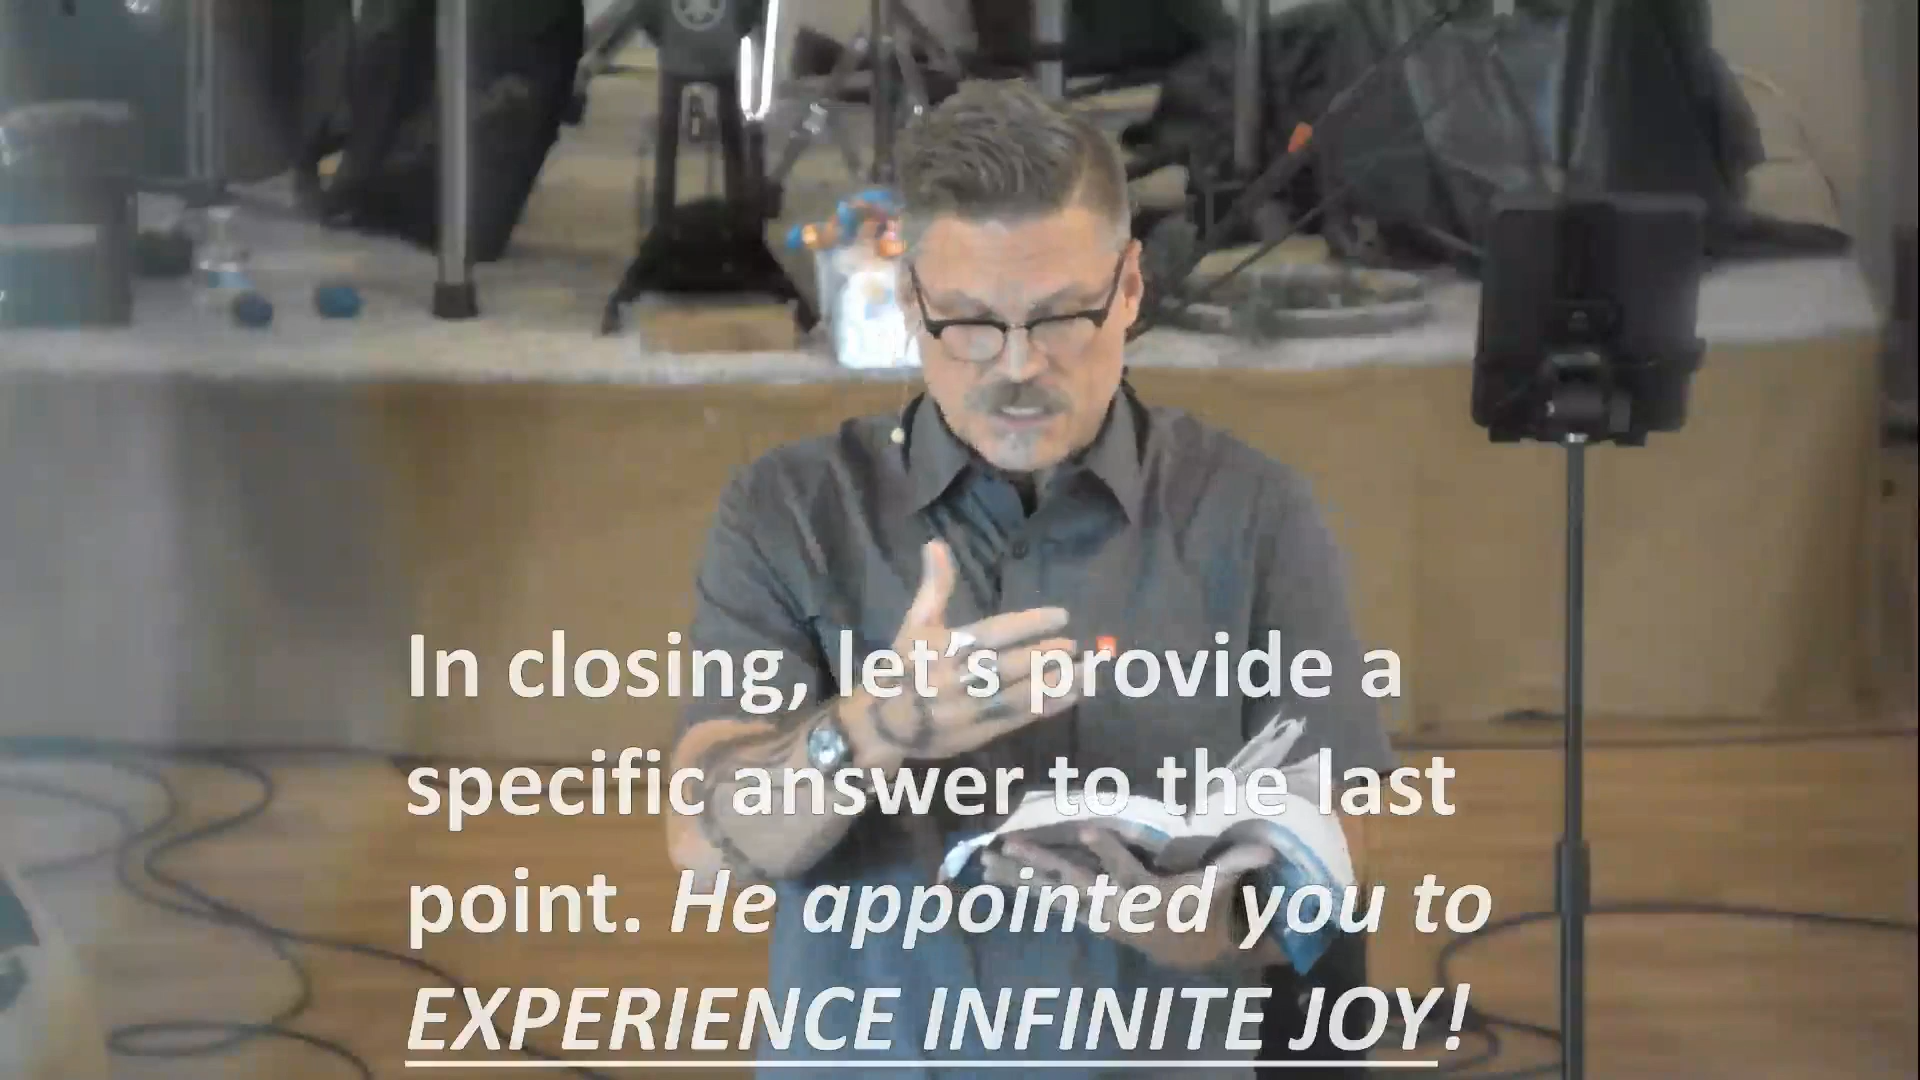 In closing, let's provide a
specific answer to the last
point. He appointed you to
EXPERIENCE INFINITE JOY!